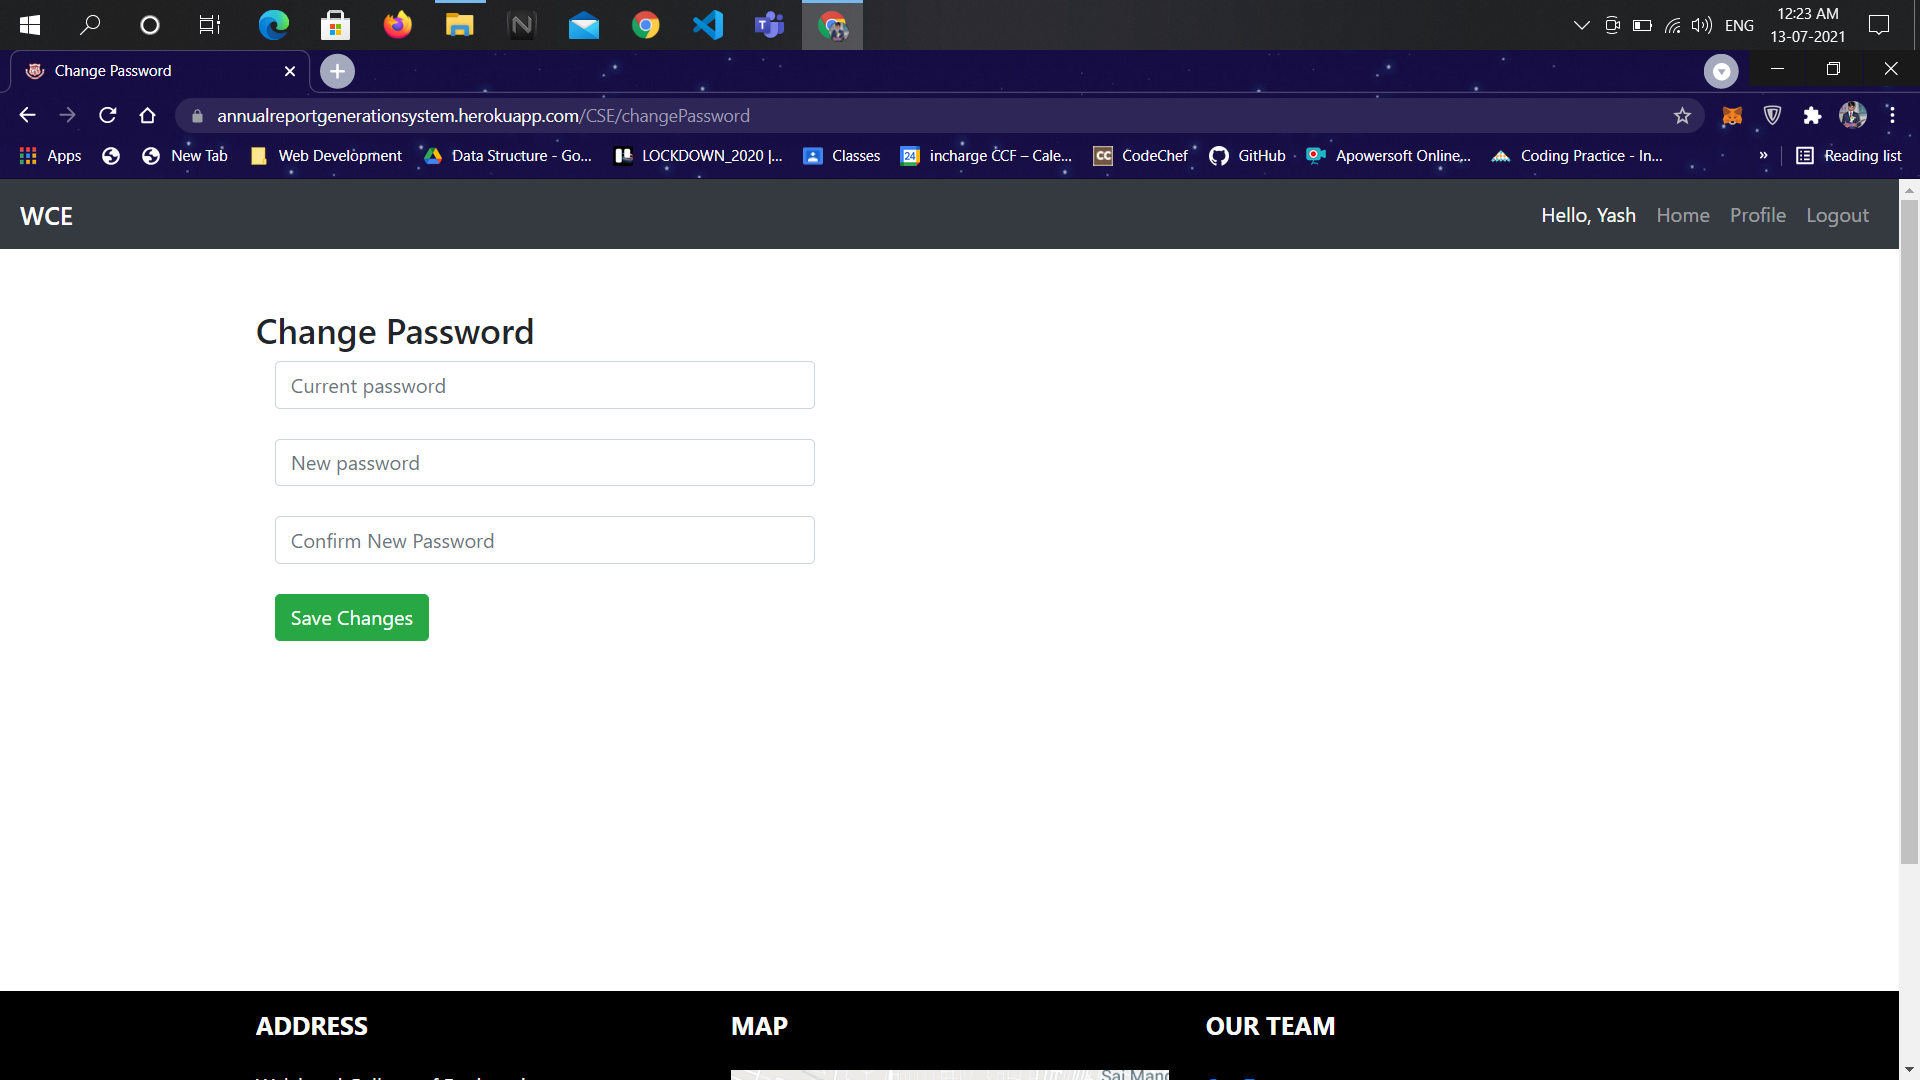 12:23 AM
ENG
13-07-2021
Change Password
annualreportgenerationsystem.herokuapp.com/CSE/changePassword
Apps
New Tab
Web Development
Data Structure - Go...
LOCKDOWN_2020 |...
Classes
24
incharge CCF – Cale...
CC
CodeChef
GitHub
Apowersoft Online,...
Coding Practice - In...
»
Reading list
WCE
Hello, Yash
Home
Profile
Logout
Change Password
Current password
New password
Confirm New Password
Save Changes
ADDRESS
MAP
OUR TEAM